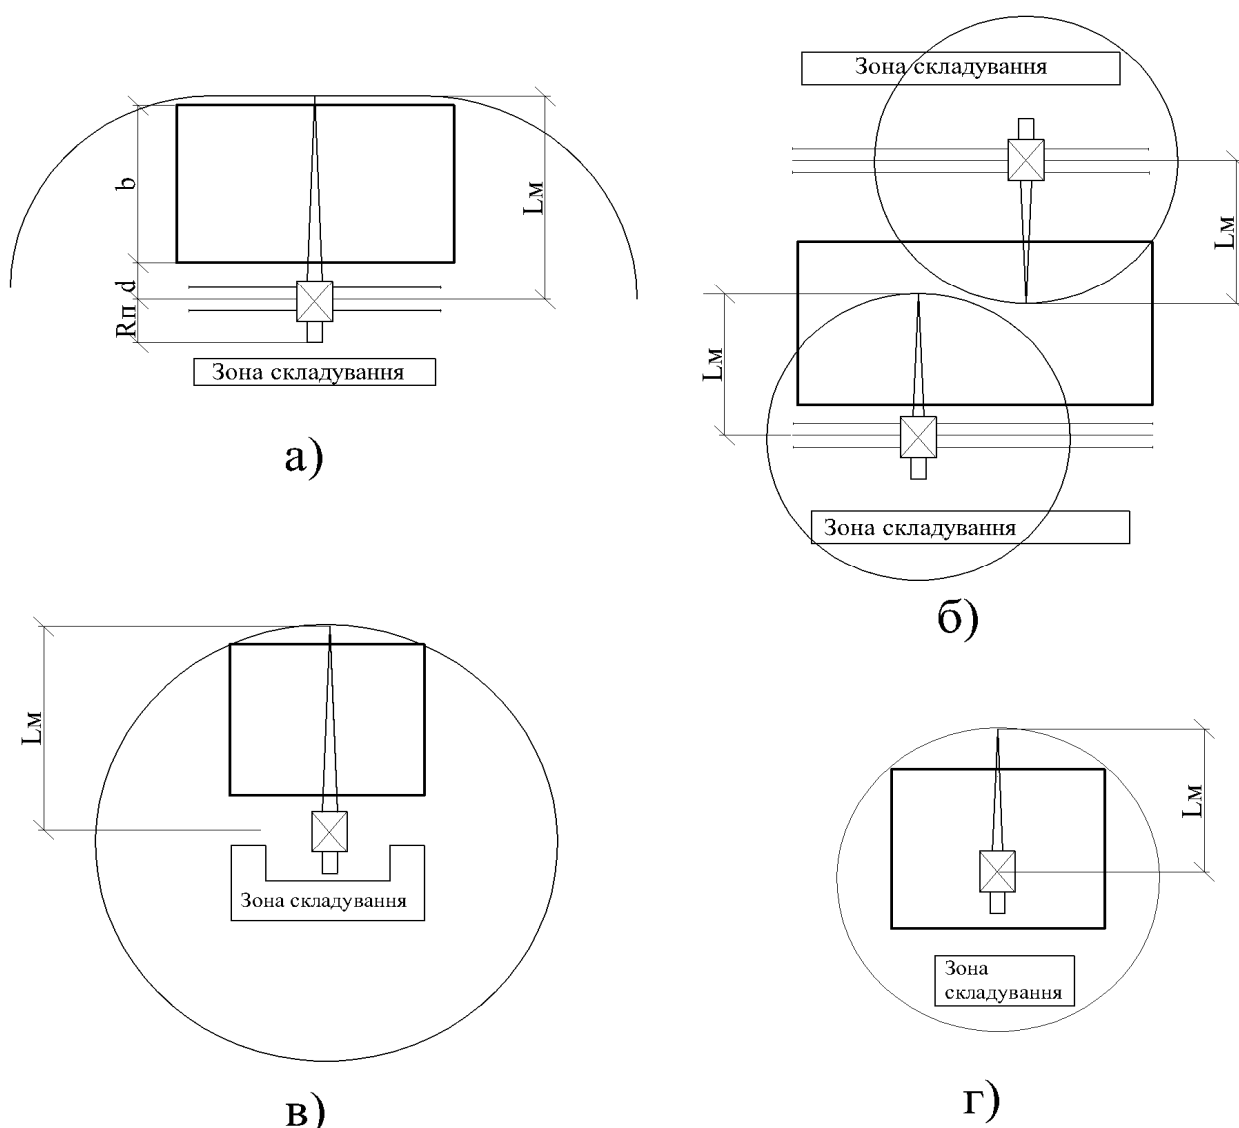 Зона складування
b
d
Rп
Lм
Зона складування
а)
Lм
Lм
Зона складування
б)
Lм
Зона складування
в)
Lм
Зона
складування
г)